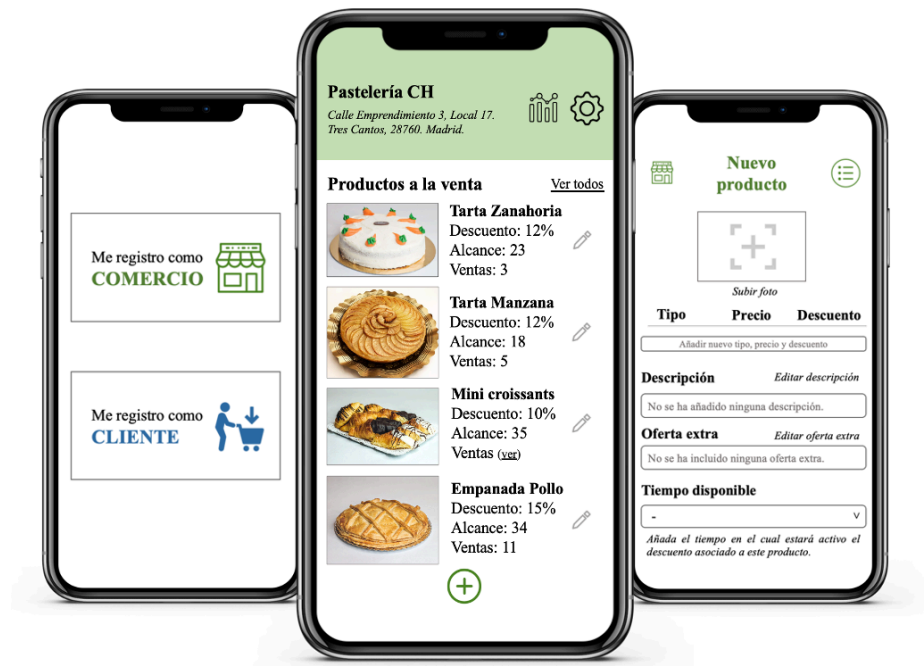 Me registro como
COMERCIO
Me registro como
CLIENTE
Pastelería CH
Calle Emprendimiento 3, Local 17.
Tres Cantos, 28760. Madrid.
Productos a la venta
Ver todos
Tarta Zanahoria
Descuento: 12%
Alcance: 23
Ventas: 3
Tarta Manzana
Descuento: 12%
Alcance: 18
Ventas: 5
Mini croissants
Descuento: 10%
Alcance: 35
Ventas (ver)
Empanada Pollo
Descuento: 15%
Alcance: 34
Ventas: 11
Nuevo
producto
Subir foto
Tipo Precio Descuento
Añadir nuevo tipo, precio y descuento
Descripción Editar descripción
No se ha añadido ninguna descripción.
Oferta extra Editar oferta extra
No se ha incluido ninguna oferta extra.
Tiempo disponible
-
Añada el tiempo en el cual estará activo el
descuento asociado a este producto.